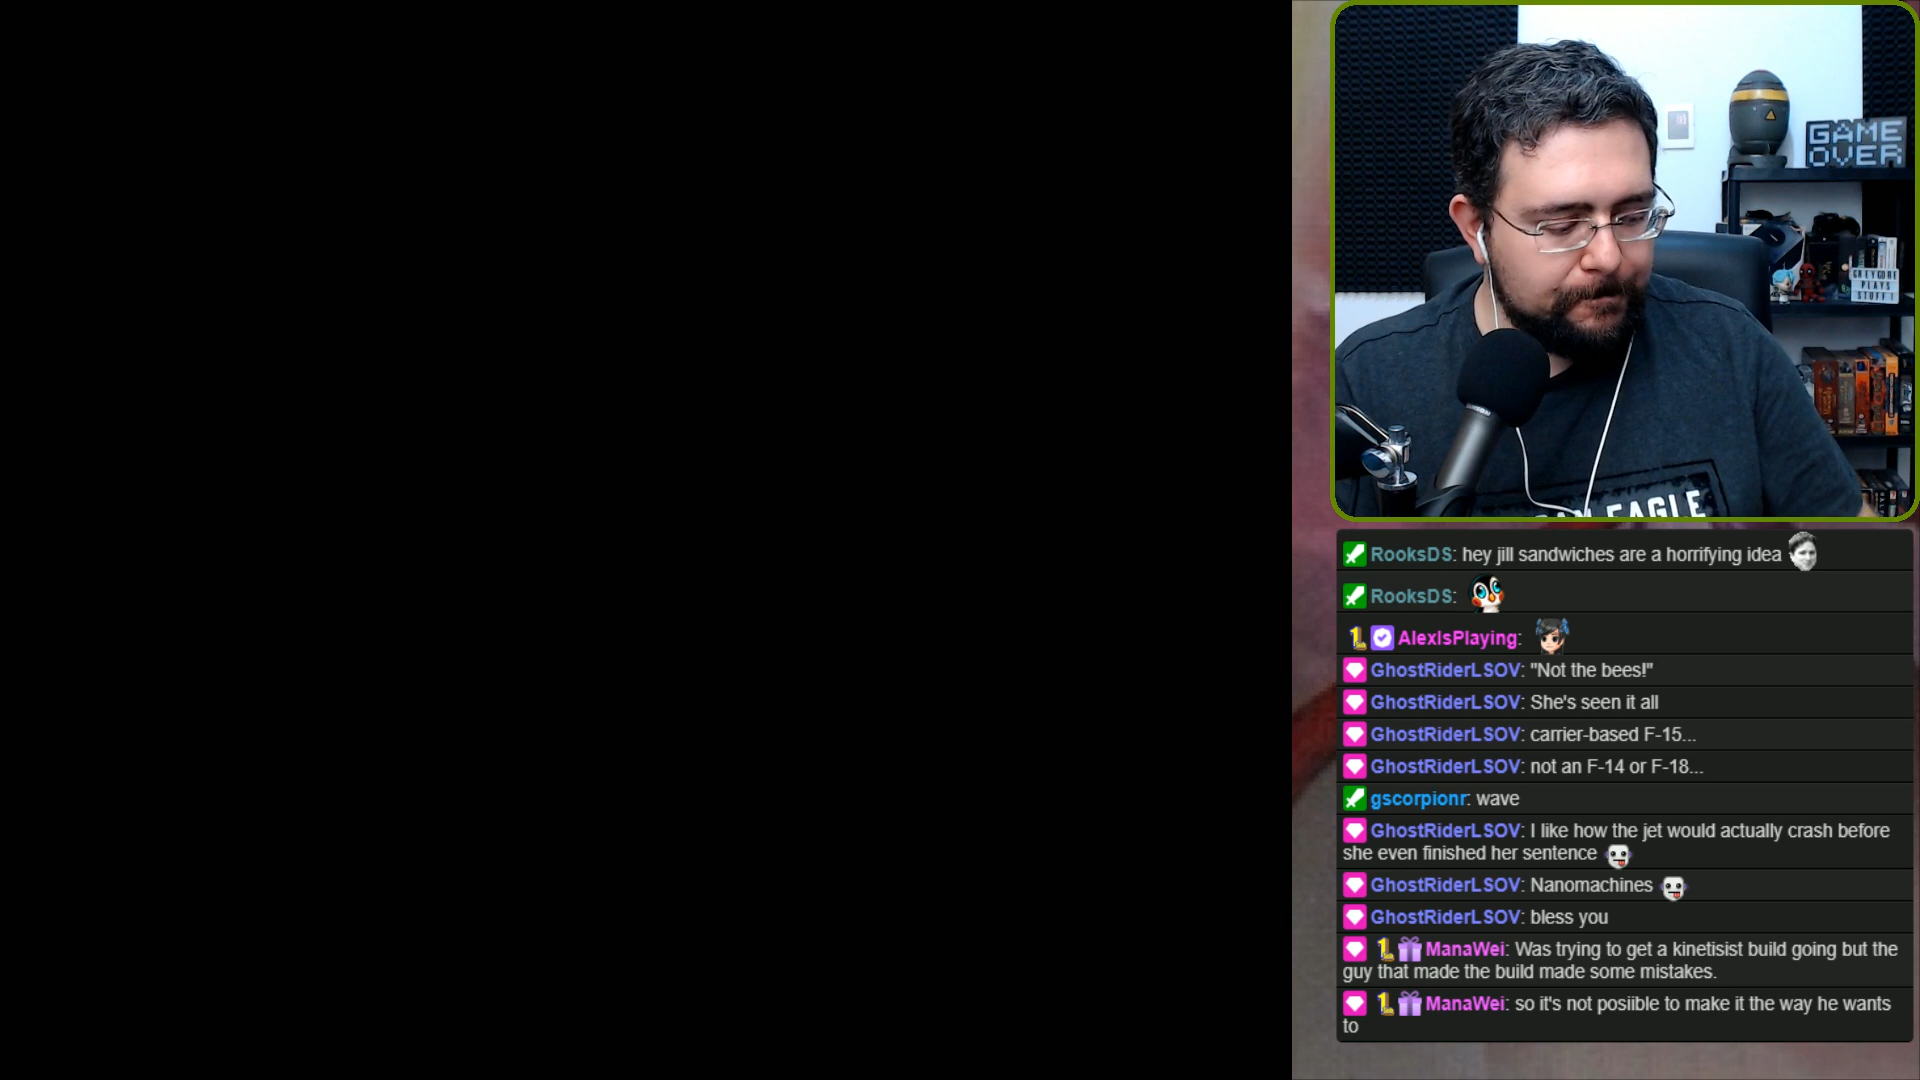 GAME
OVER
GREYGORE
PLAYS
STUFF!
EAGLE
RooksDS: hey jill sandwiches are a horrifying idea
RooksDS:
AlexIsPlaying:
GhostRiderLSOV: "Not the bees!"
GhostRiderLSOV: She's seen it all
GhostRiderLSOV: carrier-based F-15...
GhostRiderLSOV: not an F-14 or F-18...
gscorpionr: wave
GhostRiderLSOV: I like how the jet would actually crash before
she even finished her sentence
GhostRiderLSOV: Nanomachines
GhostRiderLSOV: bless you
ManaWei: Was trying to get a kinetisist build going but the
guy that made the build made some mistakes.
ManaWei: so it's not posiible to make it the way he wants
to